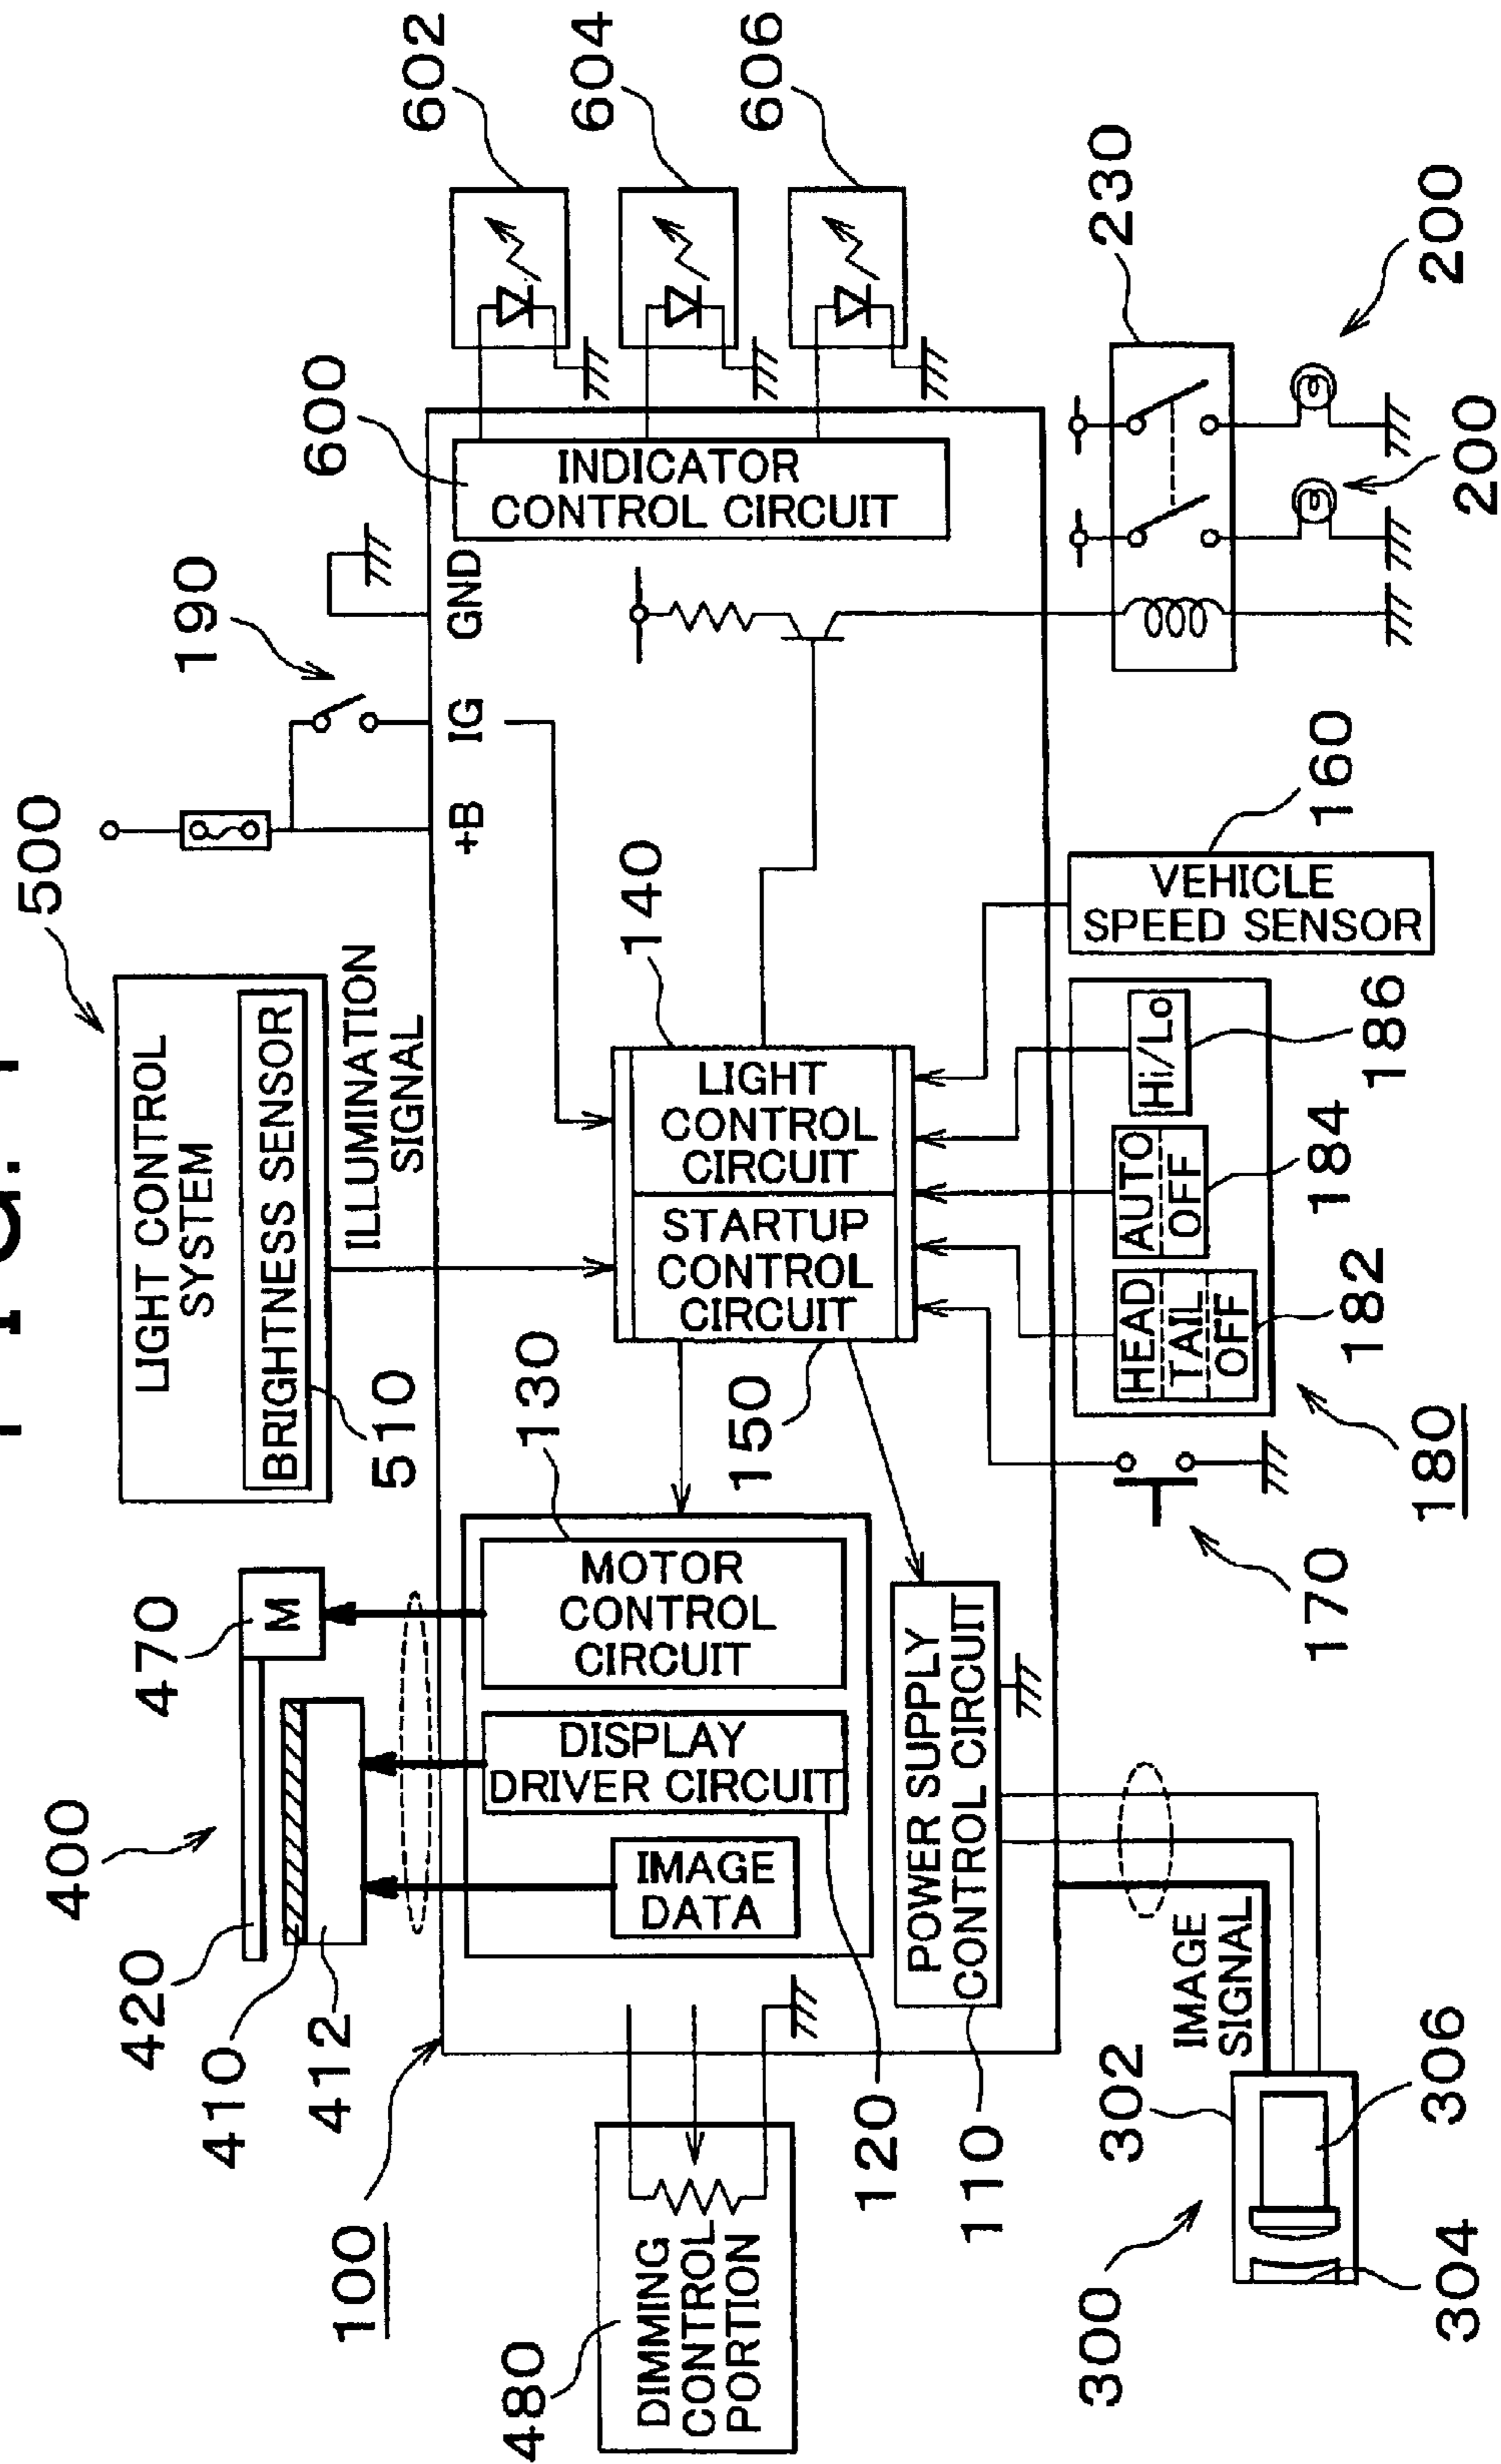 500
LIGHT CONTROL
SYSTEM
BRIGHTNESS SENSOR
510
ILLUMINATION
SIGNAL
190
+B
IG
GND
600
INDICATOR
CONTROL CIRCUIT
602
604
606
400
420
410
412
470
M
100
480
DIMMING
CONTROL
PORTION
IMAGE
DATA
DISPLAY
DRIVER CIRCUIT
120
MOTOR
CONTROL
CIRCUIT
130
140
LIGHT
CONTROL
CIRCUIT
STARTUP
CONTROL
CIRCUIT
150
POWER SUPPLY
CONTROL CIRCUIT
110
IMAGE
SIGNAL
300
302
304
306
170
180
HEAD
TAIL
OFF
182
AUTO
OFF
184
Hi/Lo
186
VEHICLE
SPEED SENSOR
160
230
200
200